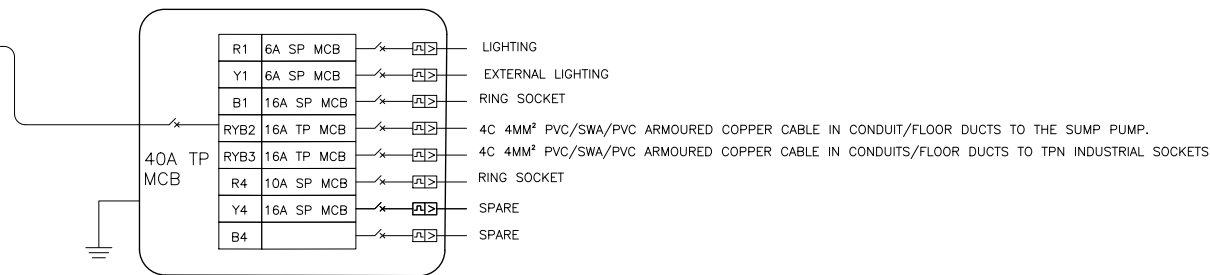 R1 6A SP MCB LIGHTING
Y1 6A SP MCB EXTERNAL LIGHTING
B1 16A SP MCB RING SOCKET
RYB2 16A TP MCB 4C 4MM² PVC/SWA/PVC ARMOURED COPPER CABLE IN CONDUIT/FLOOR DUCTS TO THE SUMP PUMP.
40A TP
MCB
RYB3 16A TP MCB 4C 4MM² PVC/SWA/PVC ARMOURED COPPER CABLE IN CONDUITS/FLOOR DUCTS TO TPN INDUSTRIAL SOCKETS
R4 10A SP MCB RING SOCKET
Y4 16A SP MCB SPARE
B4 SPARE